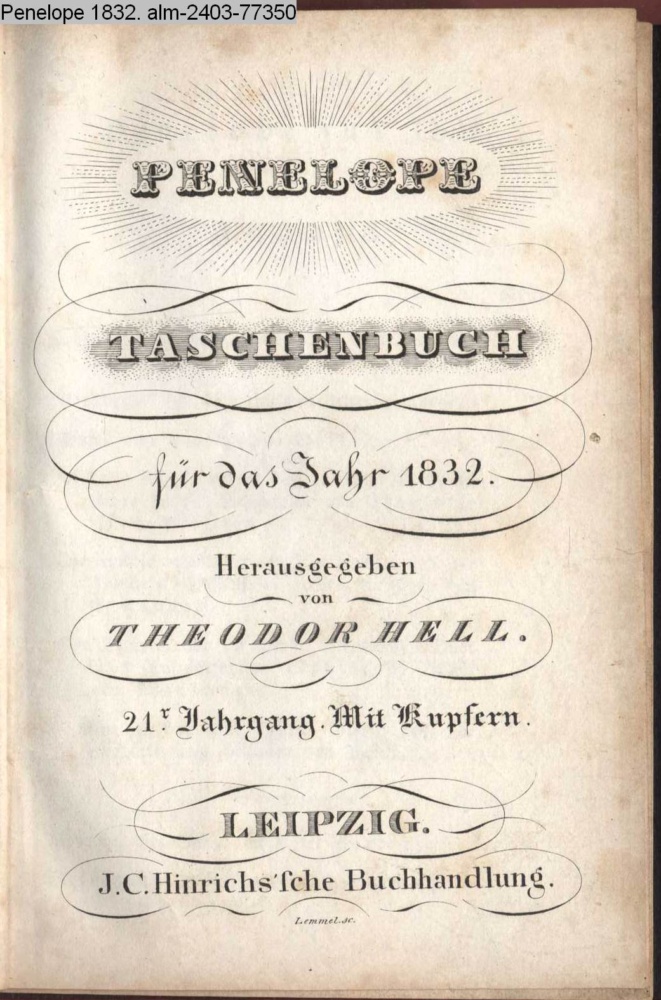 Penelope 1832. alm-2403-77350
PENELOPE
TASCHENBUCH
für das Jahr 1832.
Herausgegeben
von
THEODOR HELL.
21.r Jahrgang. Mit Kupfern.
LEIPZIG.
J.C.Hinrichs'ſche Buchhandlung.
Lemmel.sc.